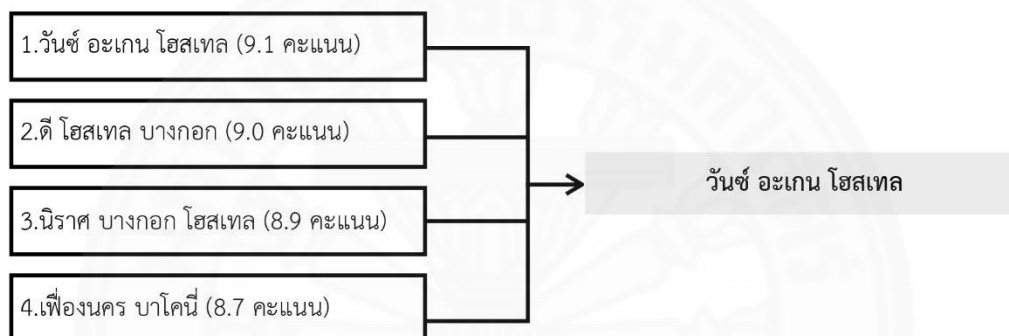 1.วันซ์ อะเกน โฮสเทล (9.1 คะแนน)
2.ดี โฮสเทล บางกอก (9.0 คะแนน)
3.นิราศ บางกอก โฮสเทล (8.9 คะแนน)
4.เฟื่องนคร บาโคนี่ (8.7 คะแนน)
วันซ์ อะเกน โฮสเทล